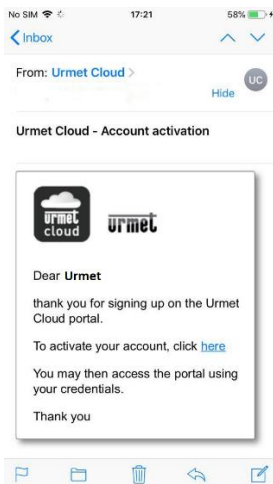 No SIM 17:21 58%
Inbox
From: Urmet Cloud
UC
Hide
Urmet Cloud - Account activation
urmet
cloud
urmet
Dear Urmet
thank you for signing up on the Urmet
Cloud portal.
To activate your account, click here
You may then access the portal using
your credentials.
Thank you